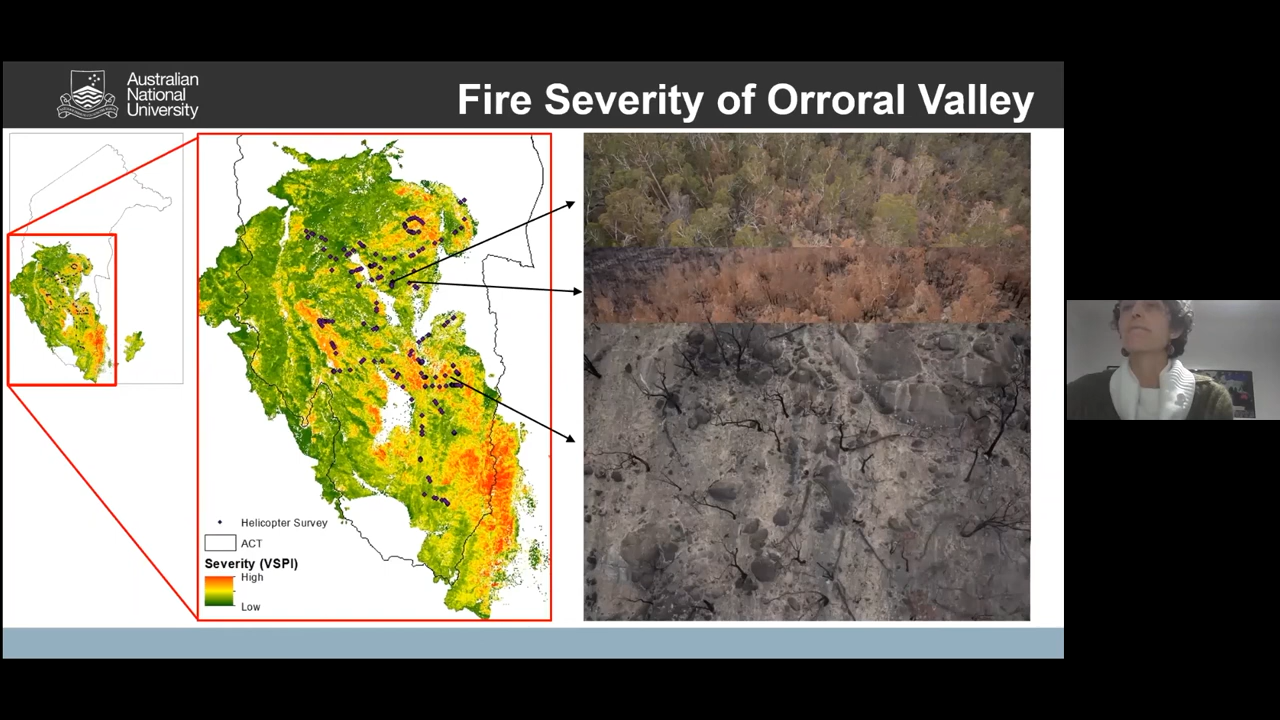 Australian
National
University
Fire Severity of Orroral Valley
Helicopter Survey
ACT
Severity (VSPI)
High
Low